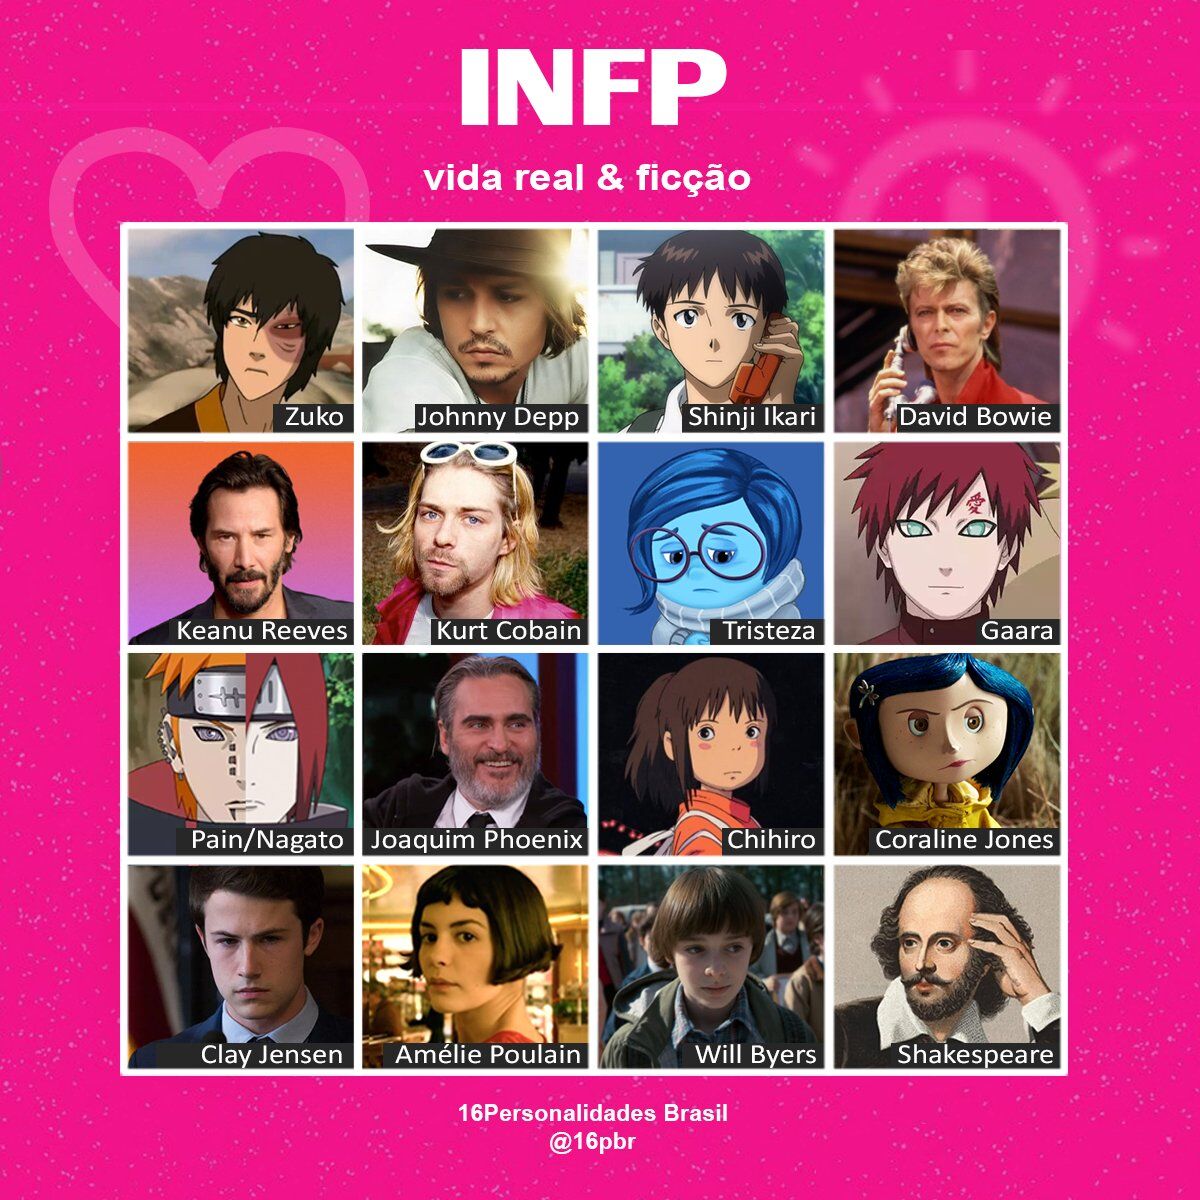 INFP
vida real & ficção
Zuko
Johnny Depp
Shinji Ikari
David Bowie
Keanu Reeves
Kurt Cobain
Tristeza
愛
Gaara
Pain/Nagato
Joaquim Phoenix
Chihiro
Coraline Jones
Clay Jensen
Amélie Poulain
Will Byers
Shakespeare
16Personalidades Brasil
@16pbr